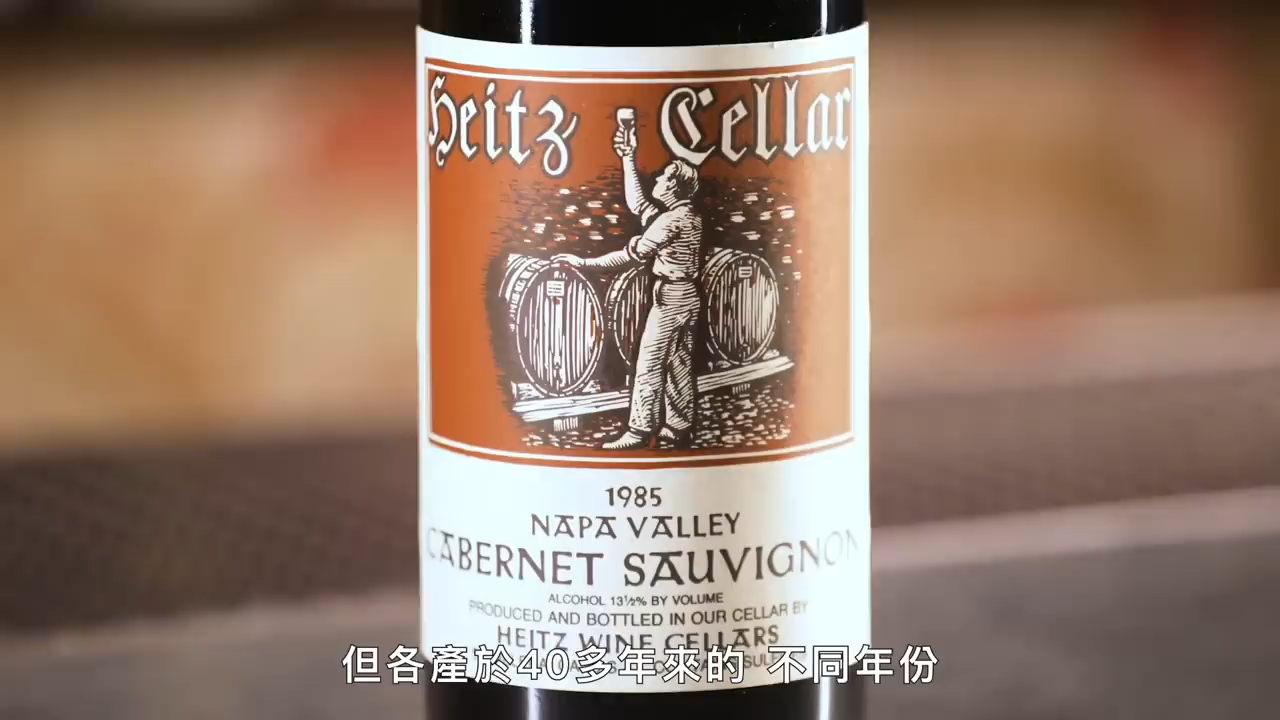 Heitz Cellar
1985
NAPA VALLEY
CABERNET SAUVIGNON
ALCOHOL 13½% BY VOLUME
PRODUCED AND BOTTLED IN OUR CELLAR BY
HEITZ WINE CELLARS
但各產於40多年來的 不同年份